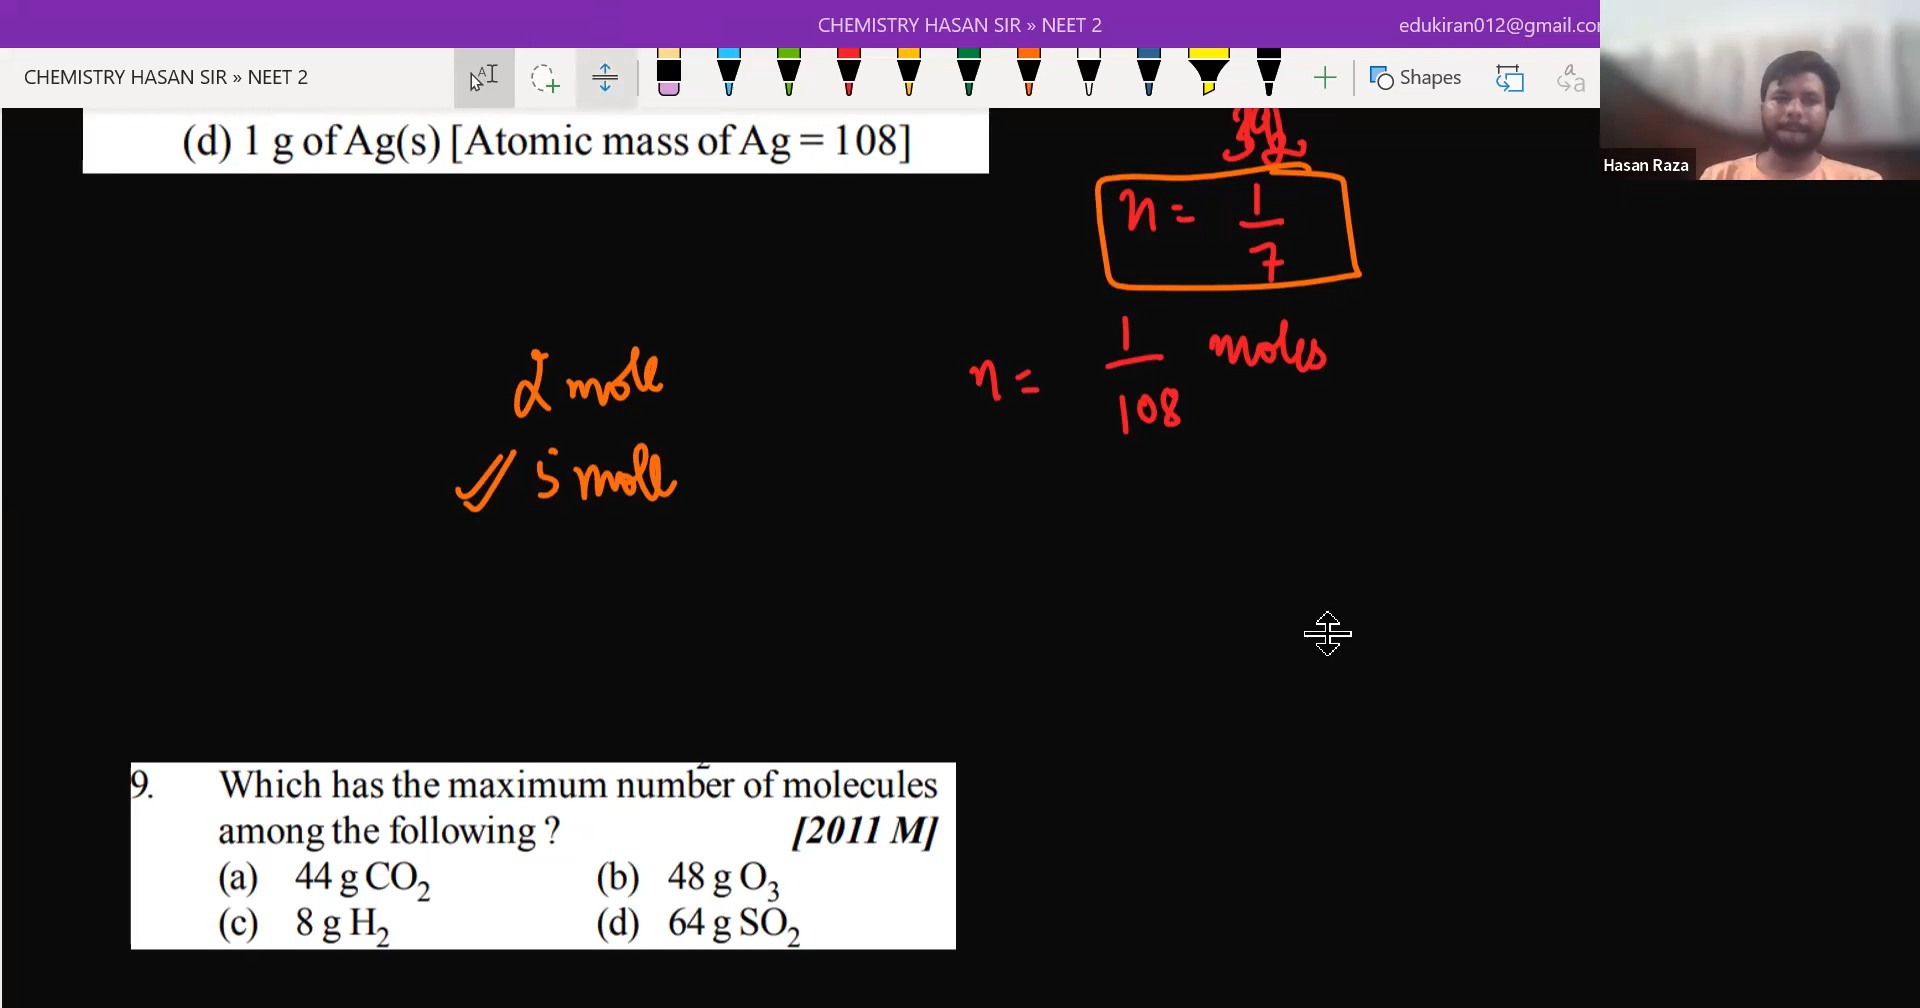 CHEMISTRY HASAN SIR » NEET 2
edukiran012@gmail.co
CHEMISTRY HASAN SIR » NEET 2
Shapes
Hasan Raza
(d) 1 g of Ag(s) [Atomic mass of Ag = 108]
n = 1/7
n = 1/108 moles
2 mole
5 mole
9. Which has the maximum number of molecules
among the following ? [2011 M]
(a) 44 g CO₂ (b) 48 g O₃
(c) 8 g H₂ (d) 64 g SO₂